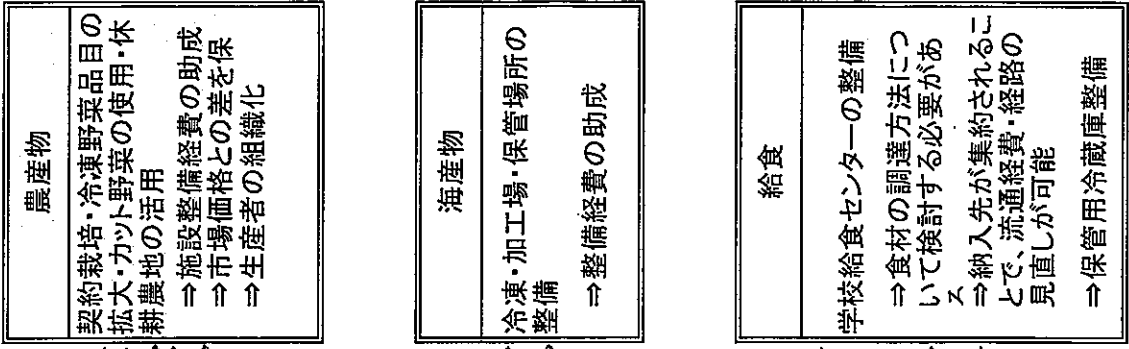 農産物
契約栽培・冷凍野菜品目の
拡大・カット野菜の使用・休
耕農地の活用
⇒施設整備経費の助成
⇒市場価格との差を保
⇒生産者の組織化
海産物
冷凍・加工場・保管場所の
整備
⇒整備経費の助成
給食
学校給食センターの整備
⇒食材の調達方法につ
いて検討する必要があ
⇒納入先が集約されるこ
とで、流通経費・経路の
見直しが可能
⇒保管用冷蔵庫整備